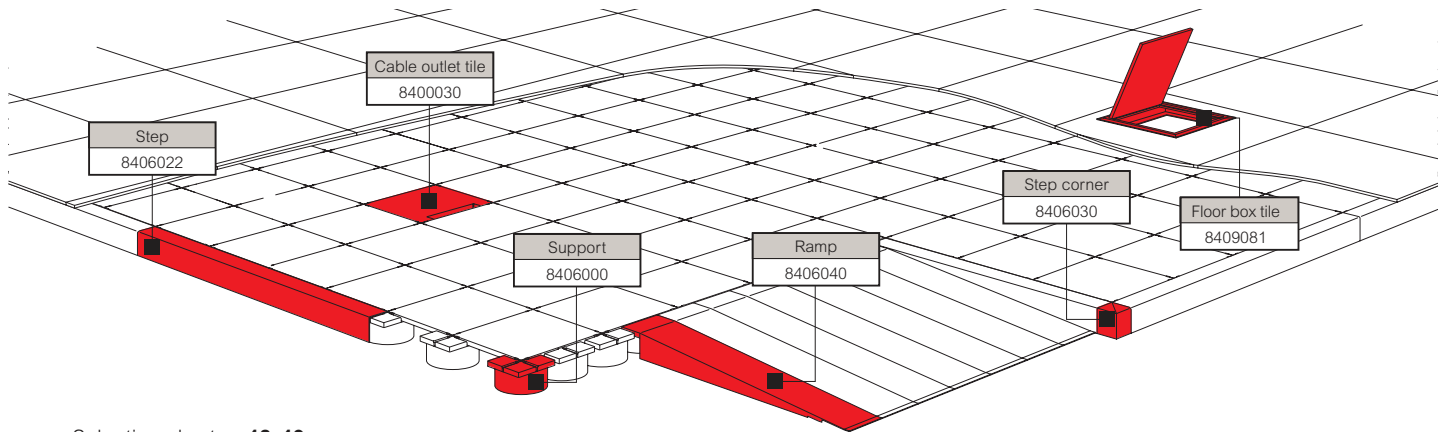 Cable outlet tile
8400030
Step
8406022
Step corner
8406030
Floor box tile
8409081
Support
8406000
Ramp
8406040